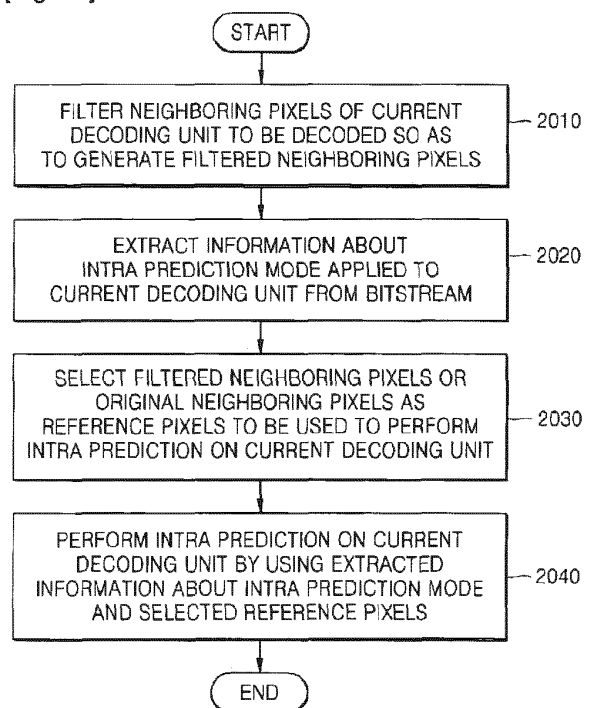 START
FILTER NEIGHBORING PIXELS OF CURRENT
DECODING UNIT TO BE DECODED SO AS
TO GENERATE FILTERED NEIGHBORING PIXELS
2010
EXTRACT INFORMATION ABOUT
INTRA PREDICTION MODE APPLIED TO
CURRENT DECODING UNIT FROM BITSTREAM
2020
SELECT FILTERED NEIGHBORING PIXELS OR
ORIGINAL NEIGHBORING PIXELS AS
REFERENCE PIXELS TO BE USED TO PERFORM
INTRA PREDICTION ON CURRENT DECODING UNIT
2030
PERFORM INTRA PREDICTION ON CURRENT
DECODING UNIT BY USING EXTRACTED
INFORMATION ABOUT INTRA PREDICTION MODE
AND SELECTED REFERENCE PIXELS
2040
END